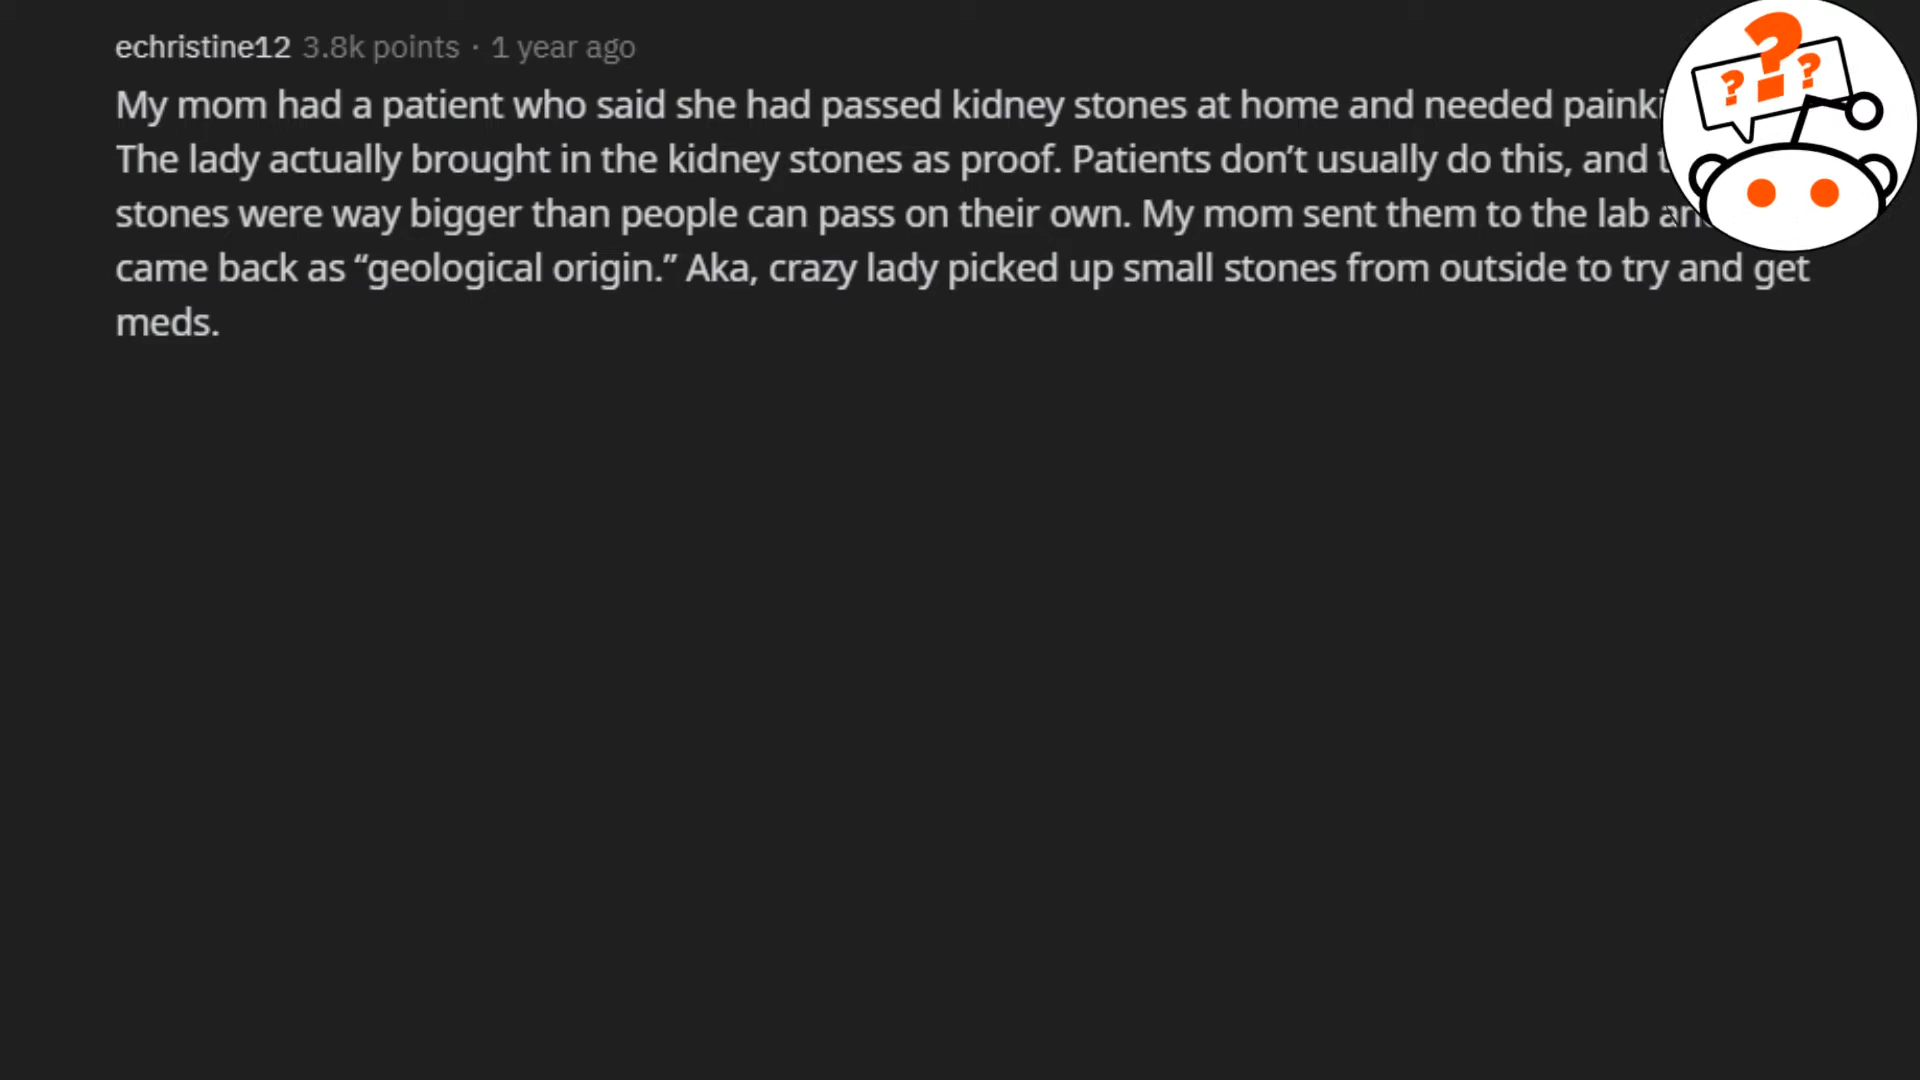 echristine12 3.8k points · 1 year ago
My mom had a patient who said she had passed kidney stones at home and needed
The lady actually brought in the kidney stones as proof. Patients don’t usually do this, and
stones were way bigger than people can pass on their own. My mom sent them to the lab
came back as “geological origin.” Aka, crazy lady picked up small stones from outside to try and get
meds.
? ? ?